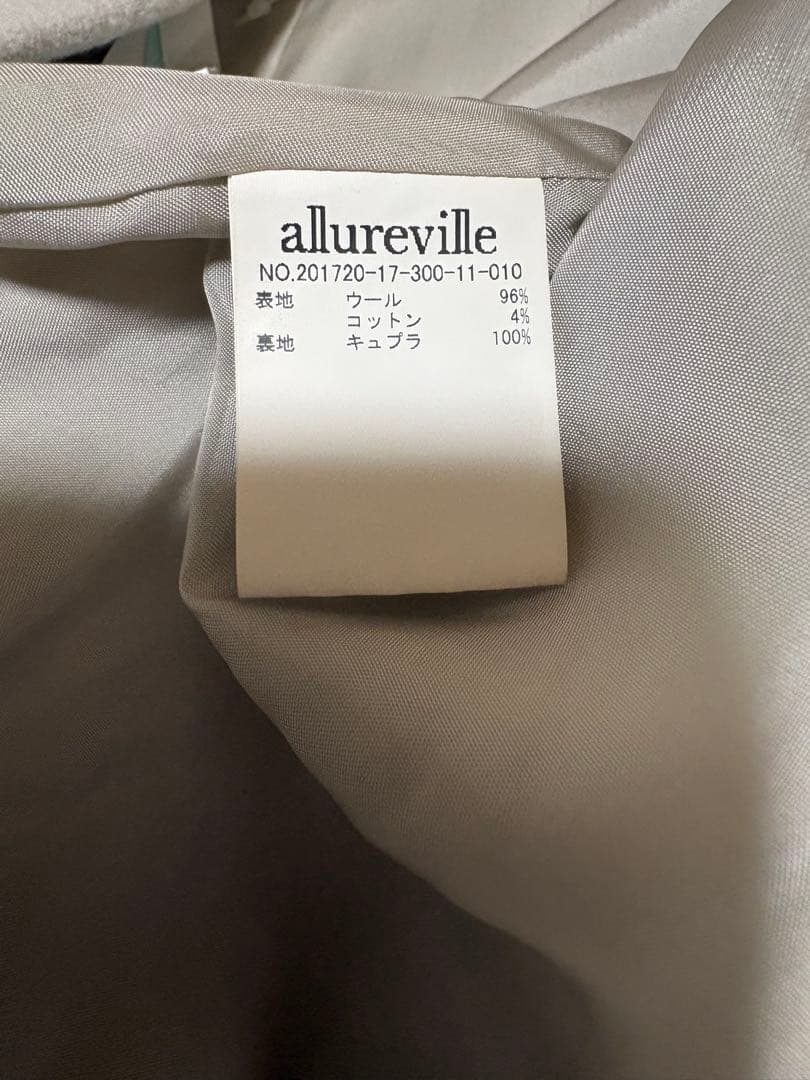 allureville
NO.201720-17-300-11-010
表地 ウール 96%
コットン 4%
裏地 キュプラ 100%